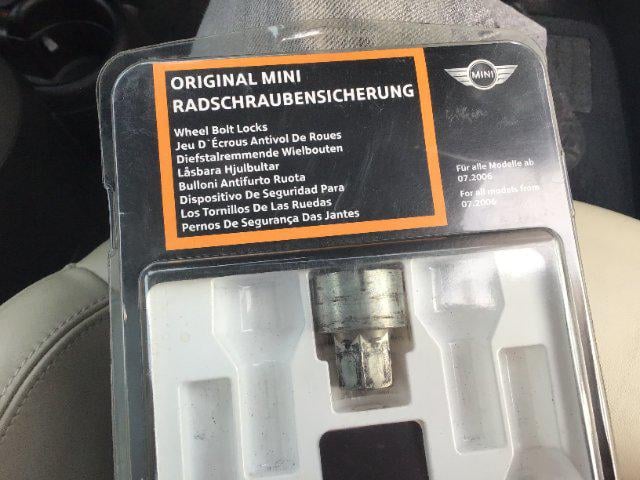 ORIGINAL MINI
RADSCHRAUBENSICHERUNG
Wheel Bolt Locks
Jeu D´Écrous Antivol De Roues
Diefstalremmende Wielbouten
Låsbara Hjulbultar
Bulloni Antifurto Ruota
Dispositivo De Seguridad Para
Los Tornillos De Las Ruedas
Pernos De Segurança Das Jantes
MINI
Für alle Modelle ab
07.2006
For all models from
07.2006